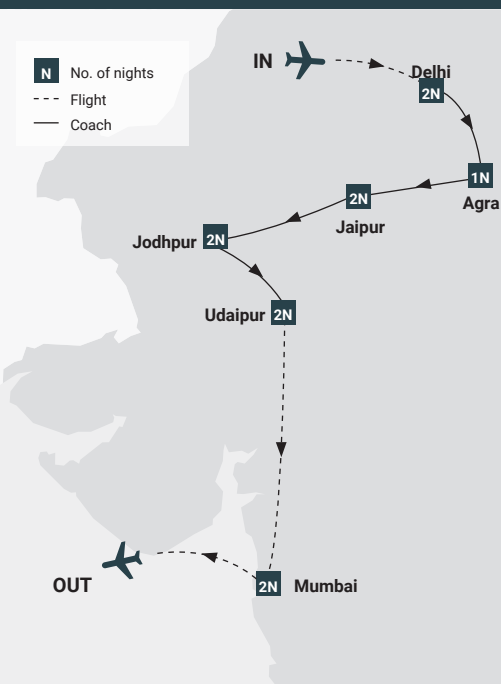 N No. of nights
Flight
Coach
IN
Delhi
2N
1N
Agra
2N
Jaipur
Jodhpur 2N
Udaipur 2N
OUT
2N Mumbai